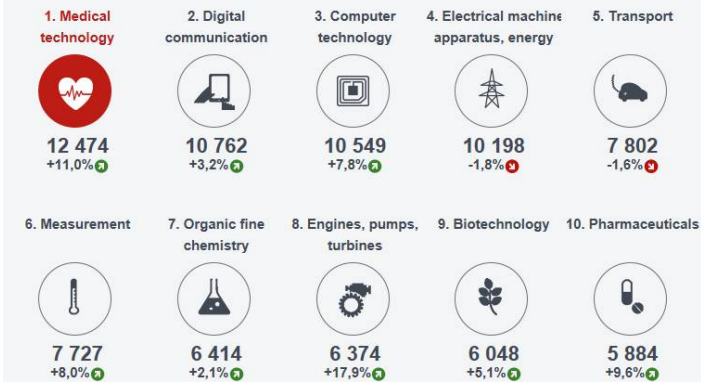 1. Medical technology
2. Digital communication
3. Computer technology
4. Electrical machine apparatus, energy
5. Transport
12 474
+11,0%
10 762
+3,2%
10 549
+7,8%
10 198
-1,8%
7 802
-1,6%
6. Measurement
7. Organic fine chemistry
8. Engines, pumps, turbines
9. Biotechnology
10. Pharmaceuticals
7 727
+8,0%
6 414
+2,1%
6 374
+17,9%
6 048
+5,1%
5 884
+9,6%